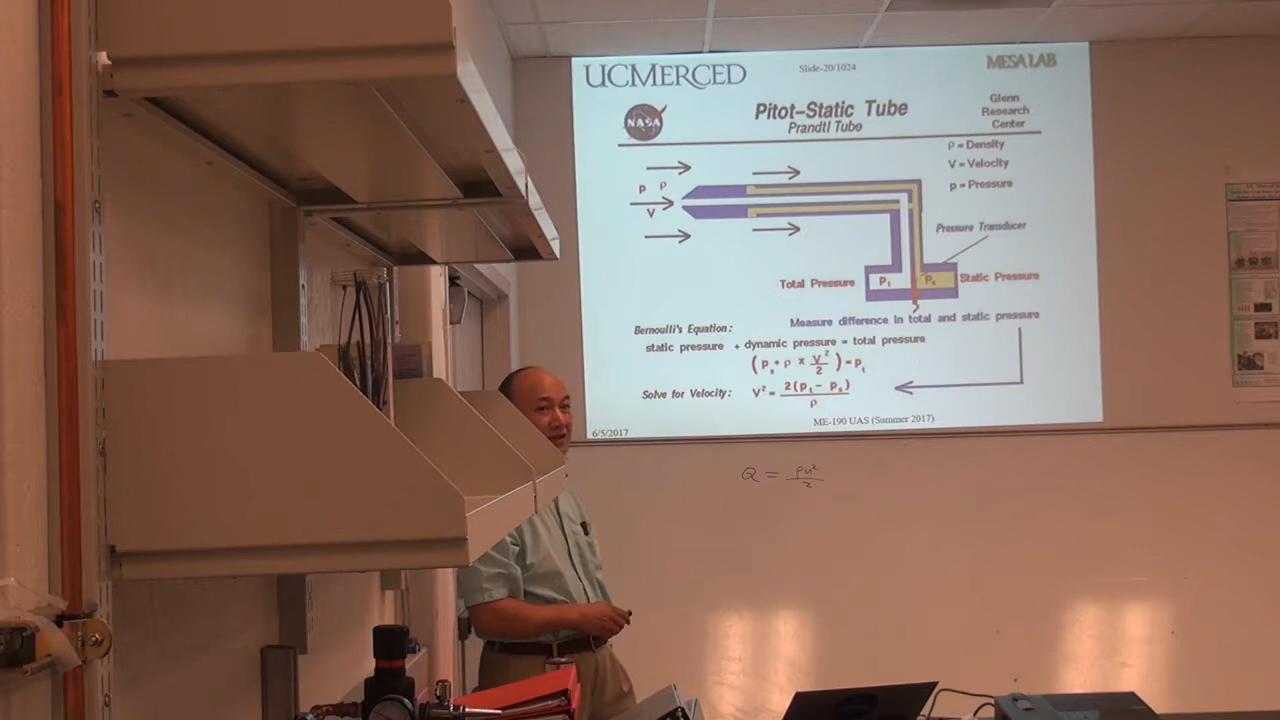 UCMERCED
Slide-20/1024
MESA LAB
NASA
Pitot-Static Tube
Prandtl Tube
Glenn
Research
Center
ρ = Density
V = Velocity
p = Pressure
p ρ
V
Pressure Transducer
Total Pressure
P t
P s
Static Pressure
Measure difference in total and static pressure
Bernoulli's Equation:
static pressure + dynamic pressure = total pressure
(p s + ρ × V²/2) = p t
Solve for Velocity: V² = 2(p t − p s)/ρ
6/5/2017
ME-190 UAS (Summer 2017)
Q = ρu²/2